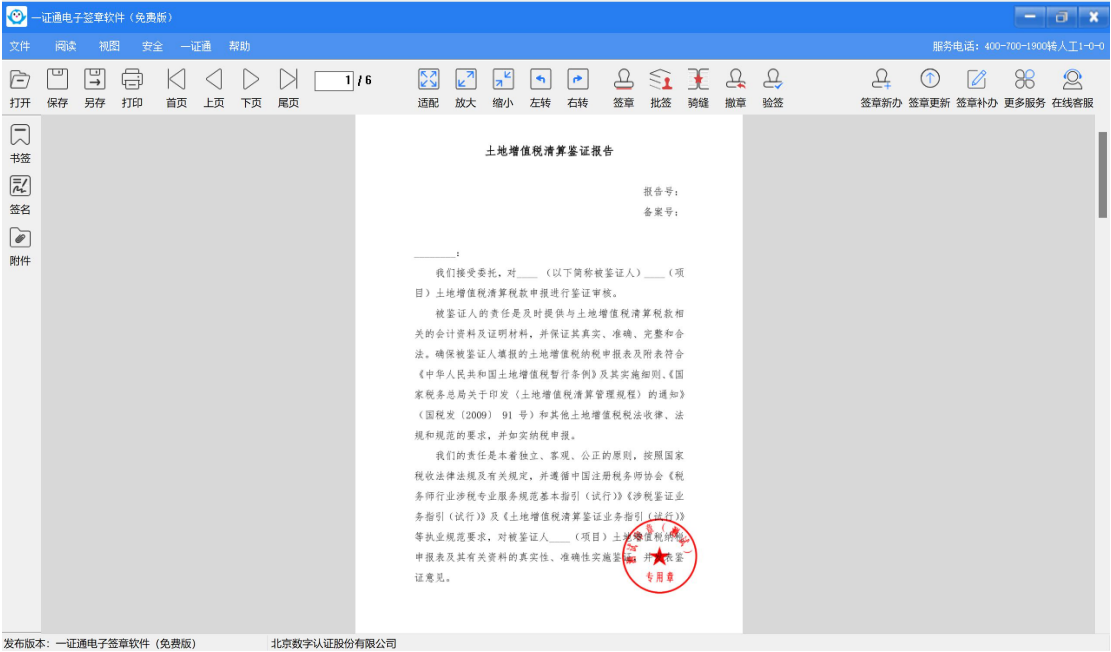 一证通电子签章软件（免费版）
文件 阅读 视图 安全 一证通 帮助 服务电话：400-700-1900转人工1-0-0
1 / 6
打开 保存 另存 打印 首页 上页 下页 尾页 适配 放大 缩小 左转 右转 签章 批签 骑缝 撤章 验签 签章新办 签章更新 签章补办 更多服务 在线客服
书签
签名
附件
土地增值税清算鉴证报告
报告号：
备案号：
______：
我们接受委托，对____（以下简称被鉴证人）____（项
目）土地增值税清算税款申报进行鉴证审核。
被鉴证人的责任是及时提供与土地增值税清算税款相
关的会计资料及证明材料，并保证其真实、准确、完整和合
法。确保被鉴证人填报的土地增值税纳税申报表及附表符合
《中华人民共和国土地增值税暂行条例》及其实施细则、《国
家税务总局关于印发（土地增值税清算管理规程）的通知》
（国税发〔2009〕 91 号）和其他土地增值税税法收律、法
规和规范的要求，并如实纳税申报。
我们的责任是本着独立、客观、公正的原则，按照国家
税收法律法规及有关规定，并遵循中国注册税务师协会《税
务师行业涉税专业服务规范基本指引（试行）》《涉税鉴证业
务指引（试行）》及《土地增值税清算鉴证业务指引（试行）》
等执业规范要求，对被鉴证人____（项目）土地增值税纳税
申报表及其有关资料的真实性、准确性实施鉴证，并发表鉴
证意见。
专用章
发布版本：一证通电子签章软件（免费版） 北京数字认证股份有限公司